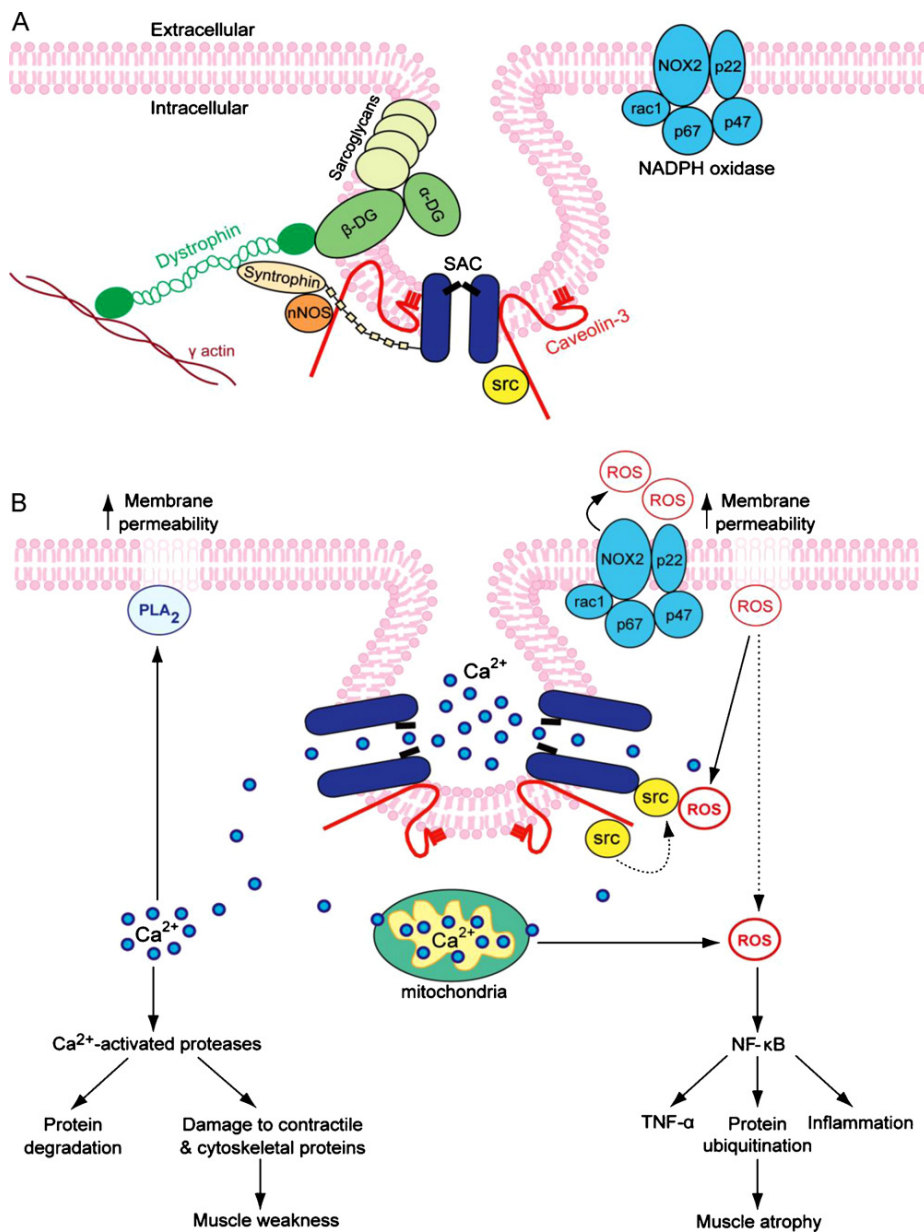 A
Extracellular
Intracellular
NOX2
p22
rac1
p67
p47
NADPH oxidase
Sarcoglycans
β-DG
α-DG
Dystrophin
Syntrophin
nNOS
SAC
Caveolin-3
γ actin
src
B
Membrane
permeability
ROS
ROS
Membrane
permeability
NOX2
p22
rac1
p67
p47
PLA₂
ROS
Ca²⁺
src
ROS
src
Ca²⁺
Ca²⁺
ROS
mitochondria
Ca²⁺-activated proteases
NF-κB
Protein
degradation
Damage to contractile
& cytoskeletal proteins
TNF-α
Protein
ubiquitination
Inflammation
Muscle weakness
Muscle atrophy